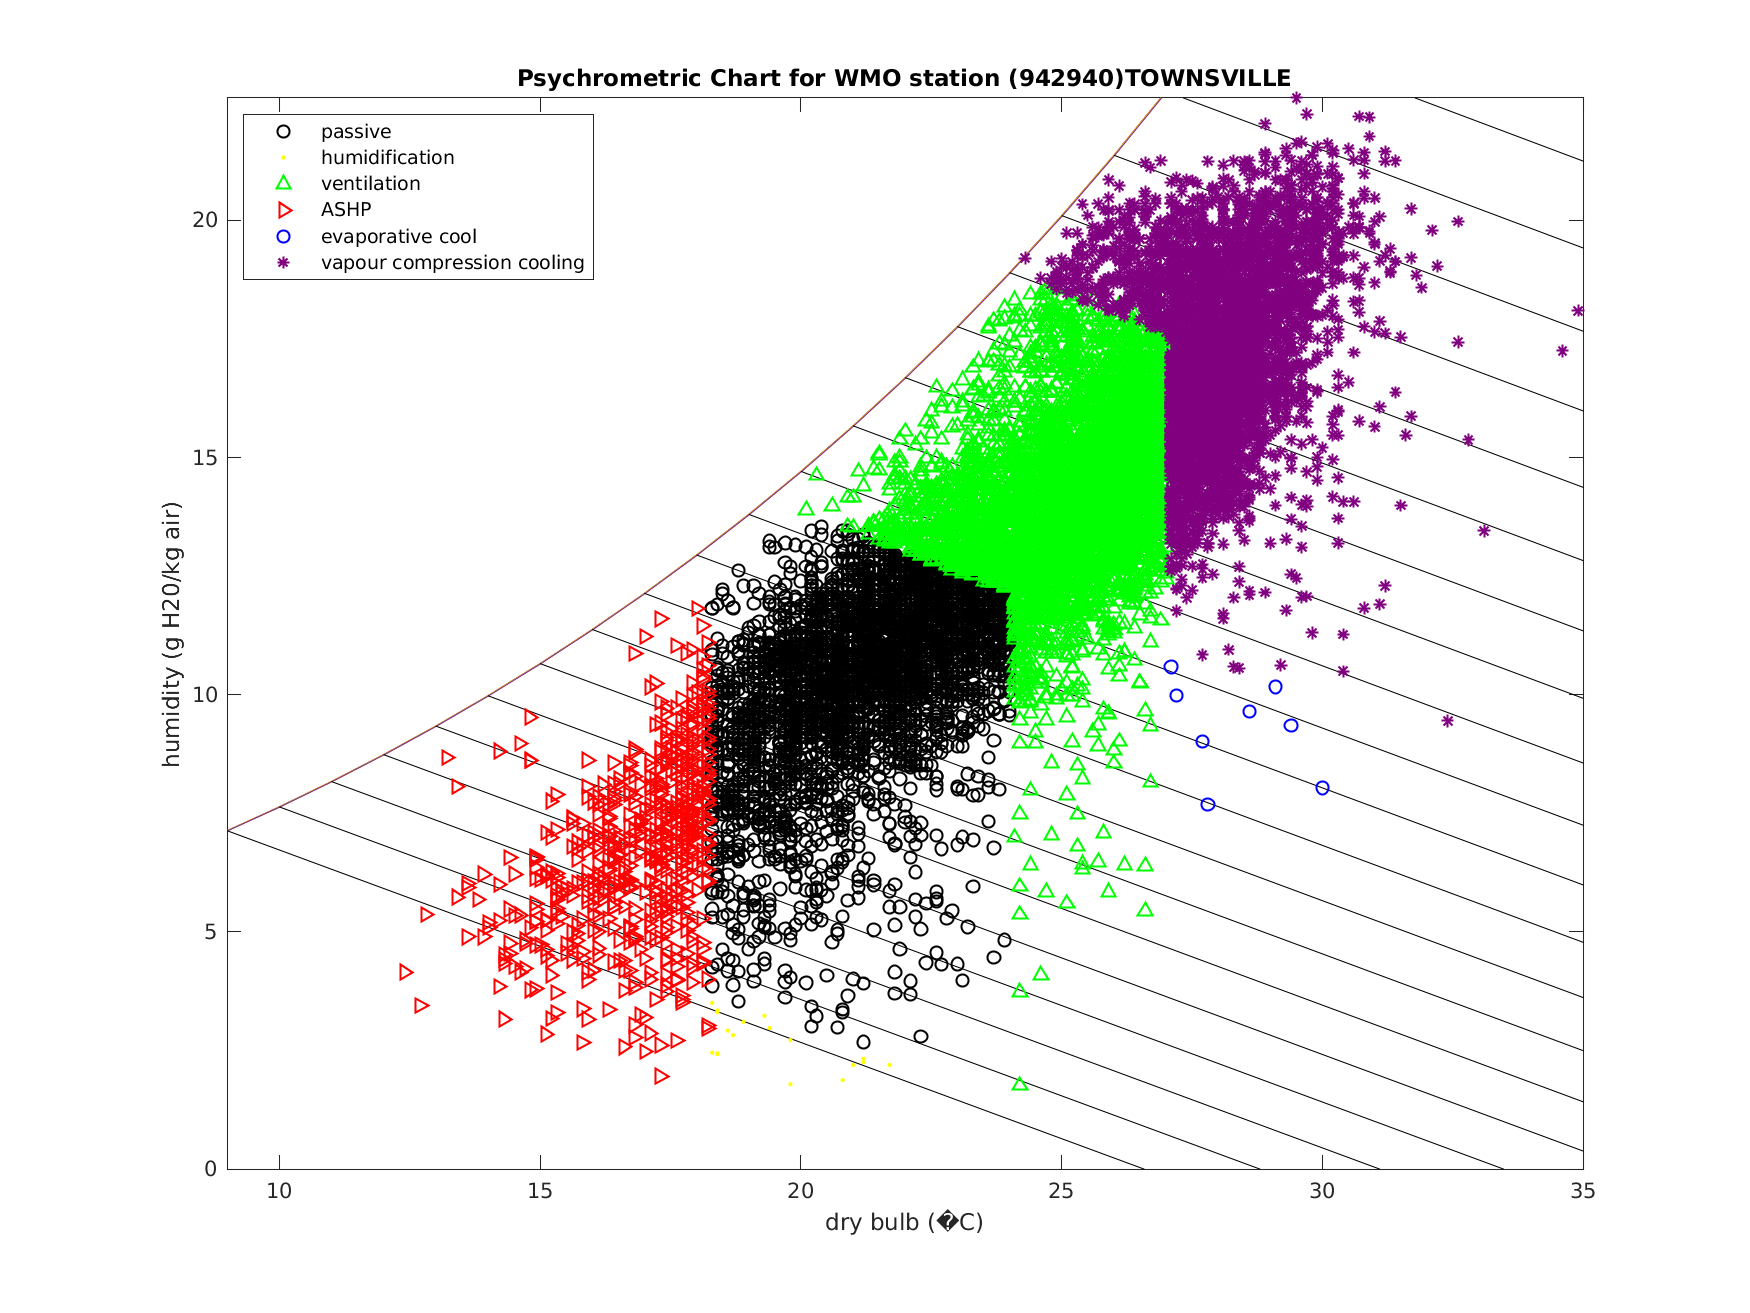 Psychrometric Chart for WMO station (942940)TOWNSVILLE
passive
humidification
ventilation
ASHP
evaporative cool
vapour compression cooling
humidity (g H20/kg air)
20
15
10
5
0
10
15
20
25
30
35
dry bulb (�C)